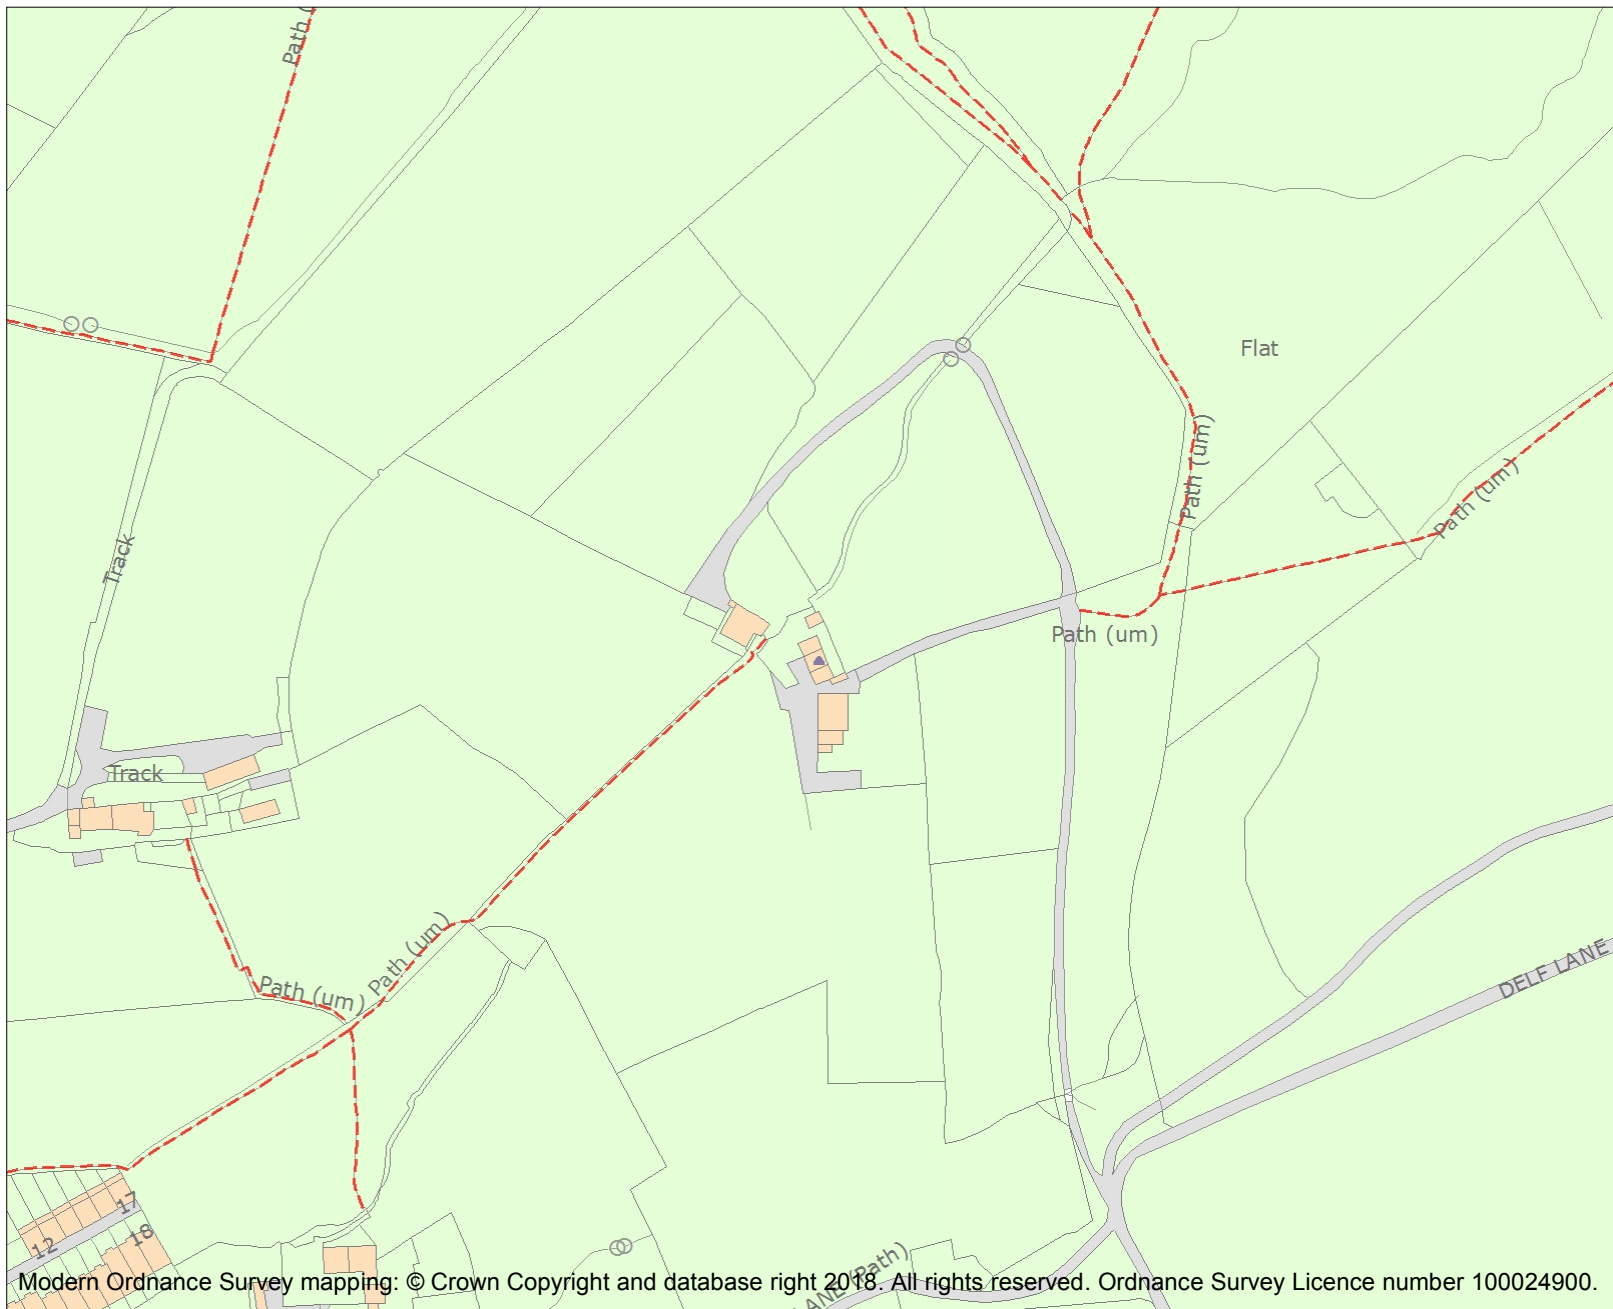 Path (
Flat
Path (um)
Path (um)
Track
Path (um)
Track
Path (um)
Path (um)
DELF LANE
17
18
12
LANE (Path)
Modern Ordnance Survey mapping: © Crown Copyright and database right 2018. All rights reserved. Ordnance Survey Licence number 100024900.